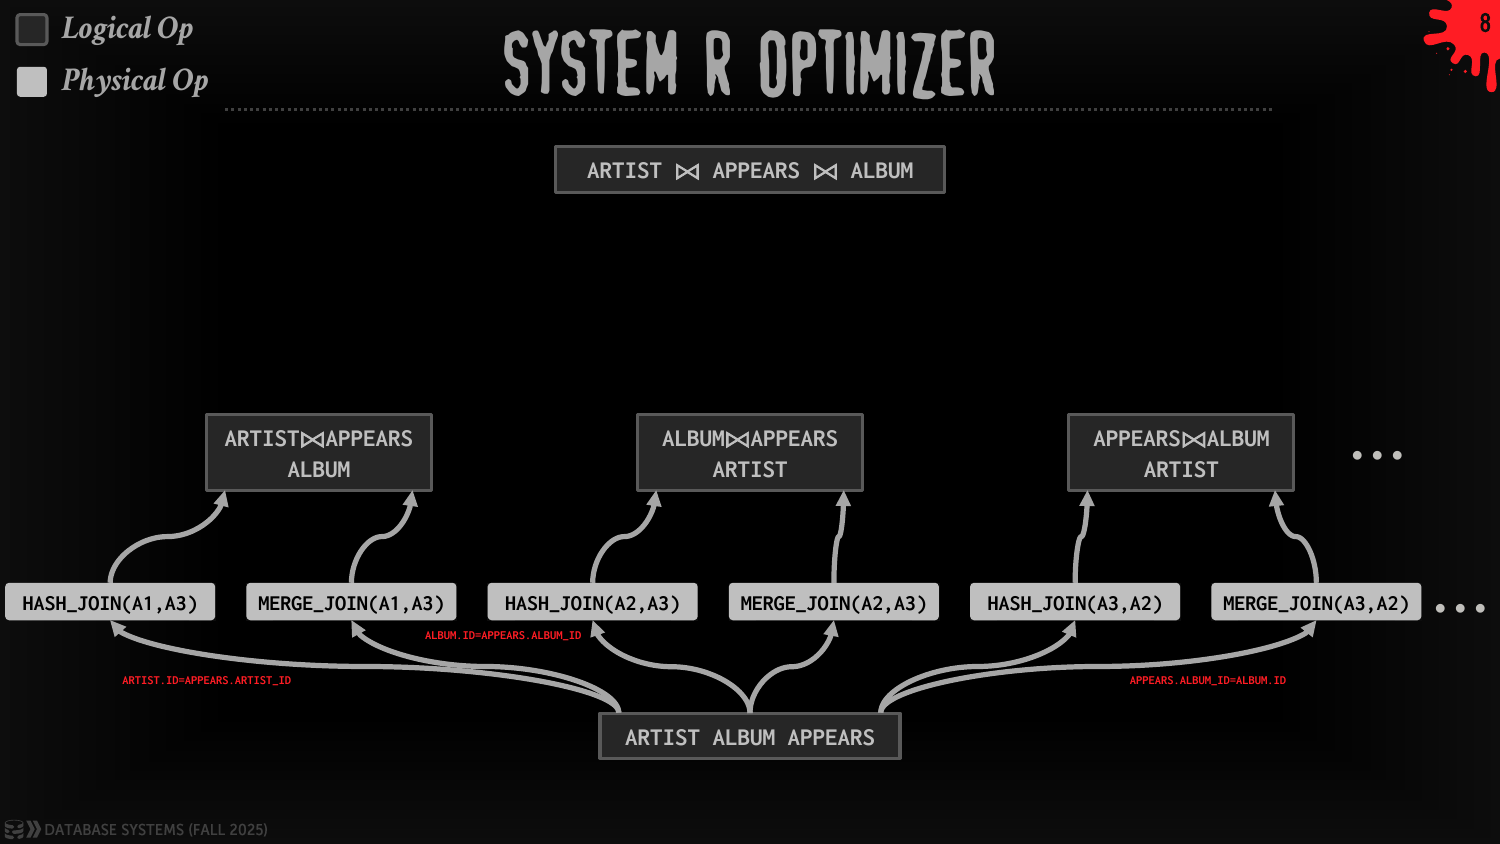 Logical Op
Physical Op
SYSTEM R OPTIMIZER
8
ARTIST ⋈ APPEARS ⋈ ALBUM
ARTIST⋈APPEARS
ALBUM
ALBUM⋈APPEARS
ARTIST
APPEARS⋈ALBUM
ARTIST
•••
HASH_JOIN(A1,A3)
MERGE_JOIN(A1,A3)
HASH_JOIN(A2,A3)
MERGE_JOIN(A2,A3)
HASH_JOIN(A3,A2)
MERGE_JOIN(A3,A2)
•••
ALBUM.ID=APPEARS.ALBUM_ID
ARTIST.ID=APPEARS.ARTIST_ID
APPEARS.ALBUM_ID=ALBUM.ID
ARTIST ALBUM APPEARS
DATABASE SYSTEMS (FALL 2025)